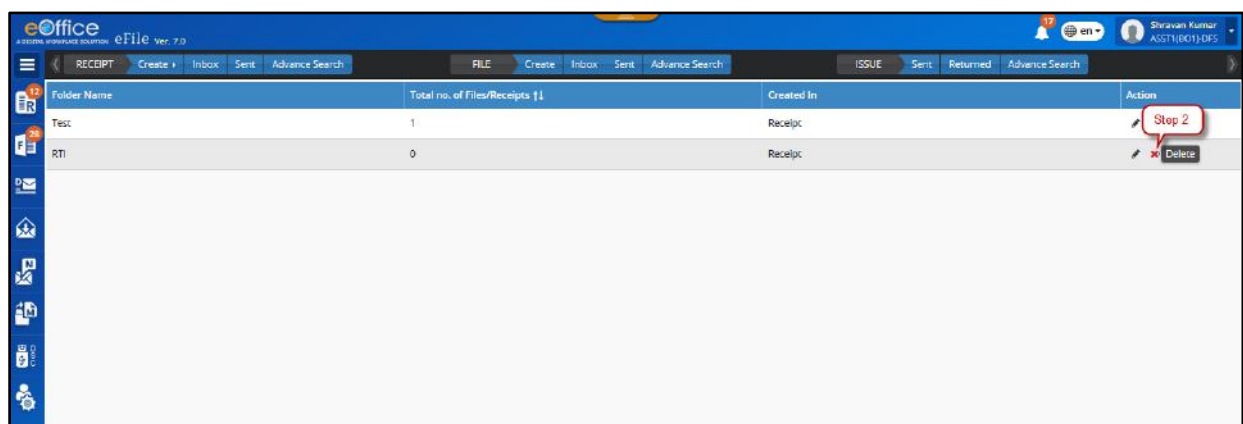 eOffice
A DIGITAL WORKPLACE SOLUTION eFile Ver. 7.0
17
en
Shravan Kumar
ASST1(BO1)-DFS
RECEIPT Create Inbox Sent Advance Search FILE Create Inbox Sent Advance Search ISSUE Sent Returned Advance Search
12
R
Folder Name Total no. of Files/Receipts Created In Action
Test 1 Receipt
Step 2
28
F
RTI 0 Receipt Delete
D
N
M
DSC